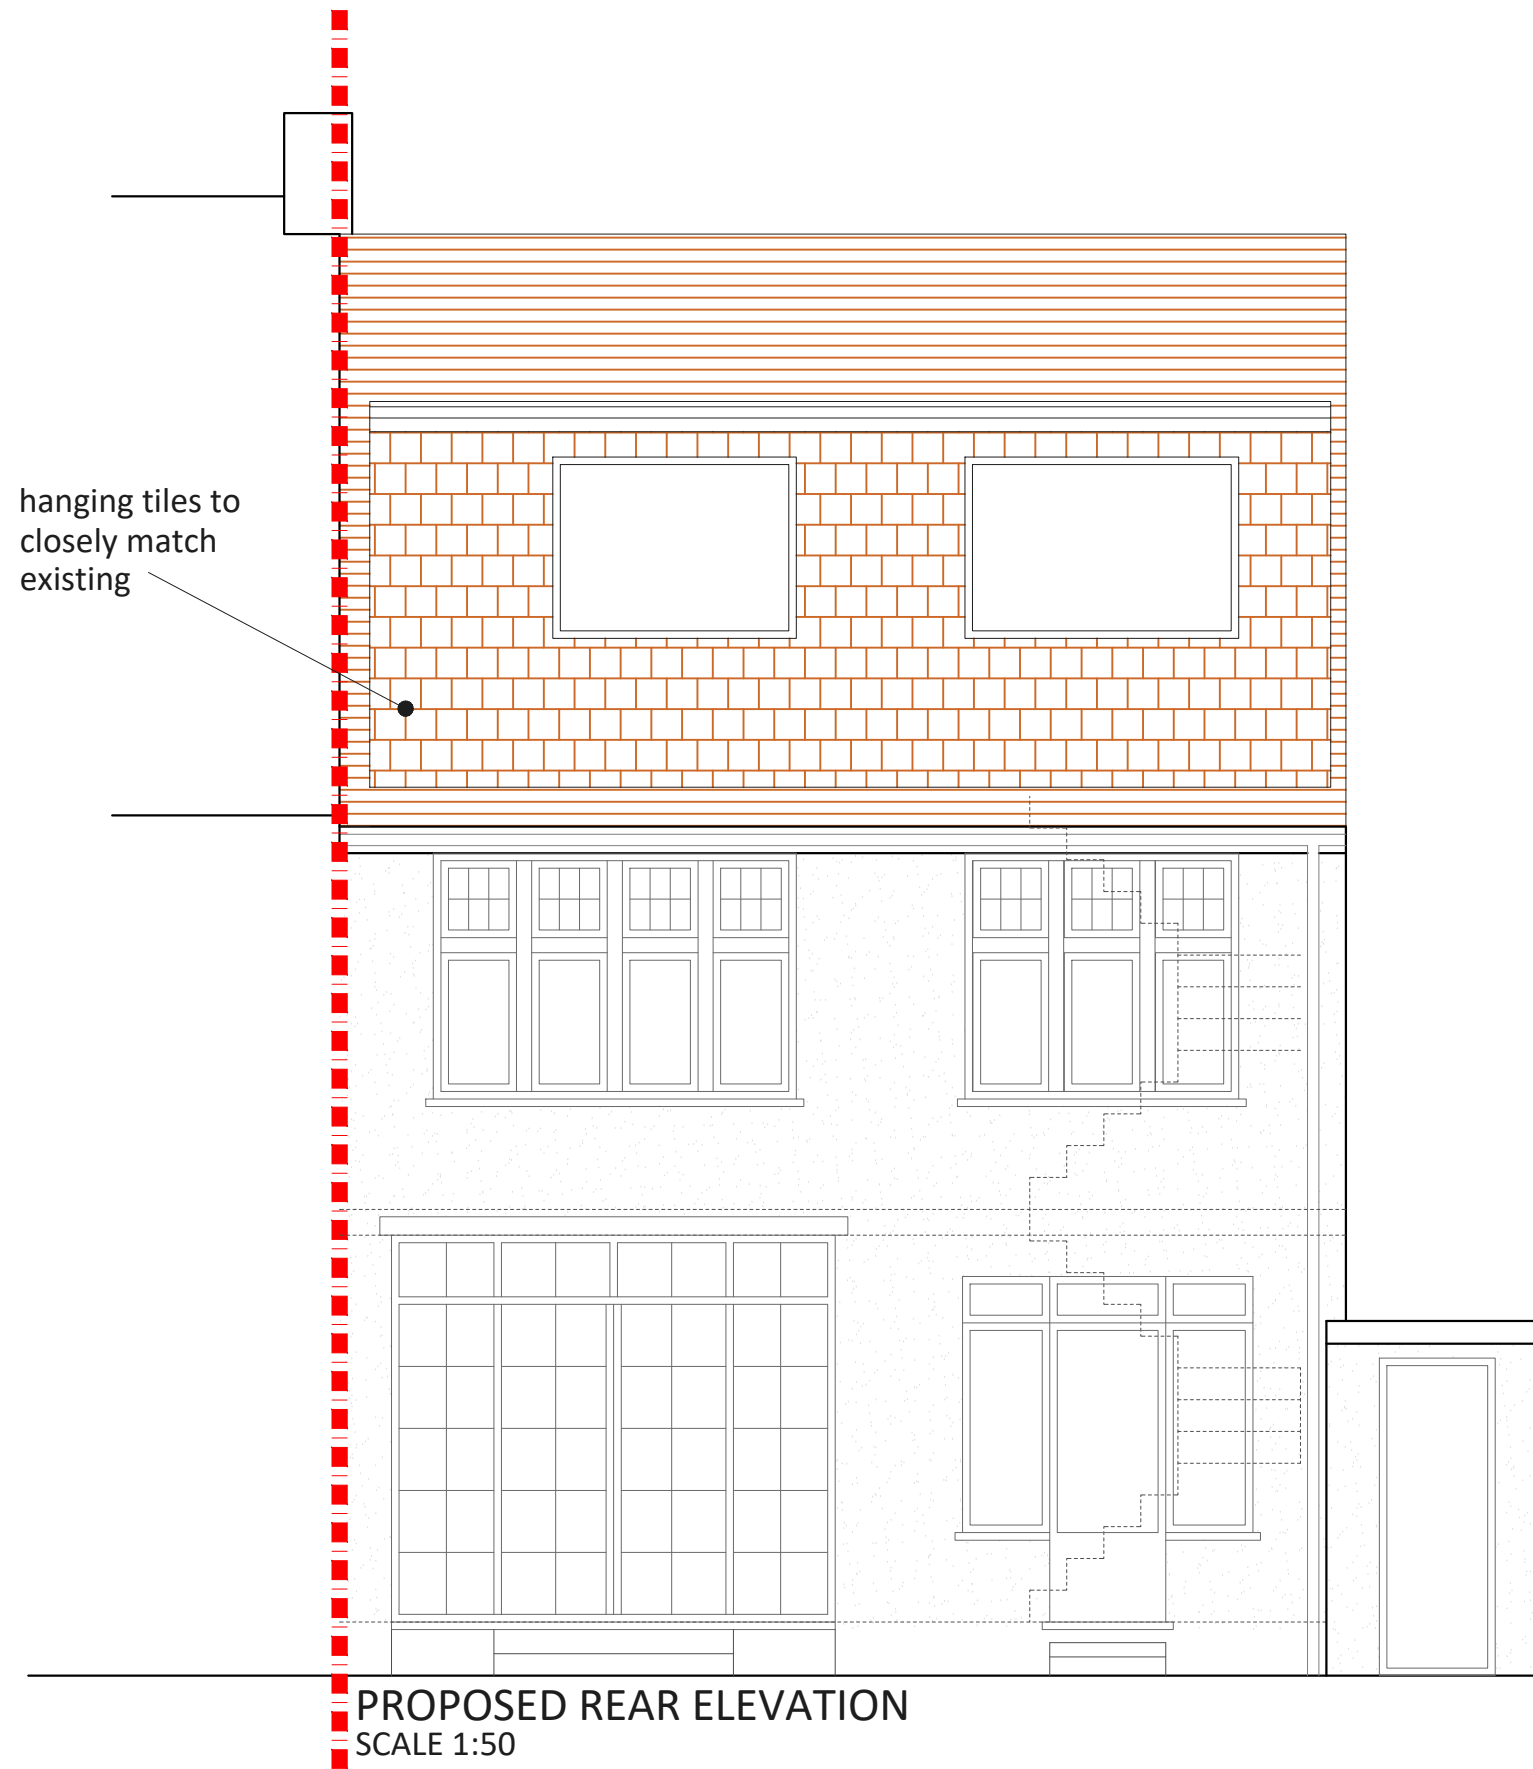 hanging tiles to
closely match
existing
PROPOSED REAR ELEVATION
SCALE 1:50